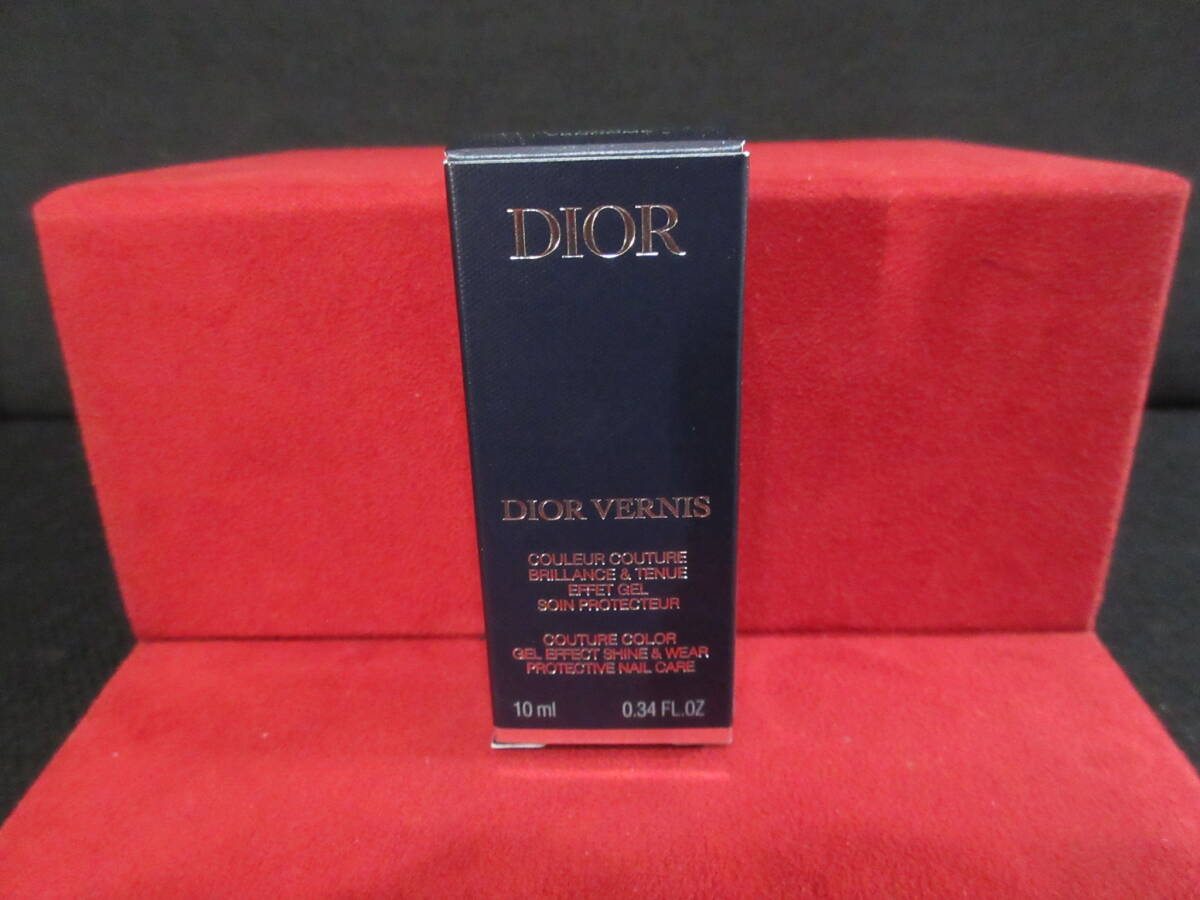 DIOR
DIOR VERNIS
COULEUR COUTURE
BRILLANCE & TENUE
EFFET GEL
SOIN PROTECTEUR
COUTURE COLOR
GEL EFFECT SHINE & WEAR
PROTECTIVE NAIL CARE
10 ml 0.34 FL.OZ